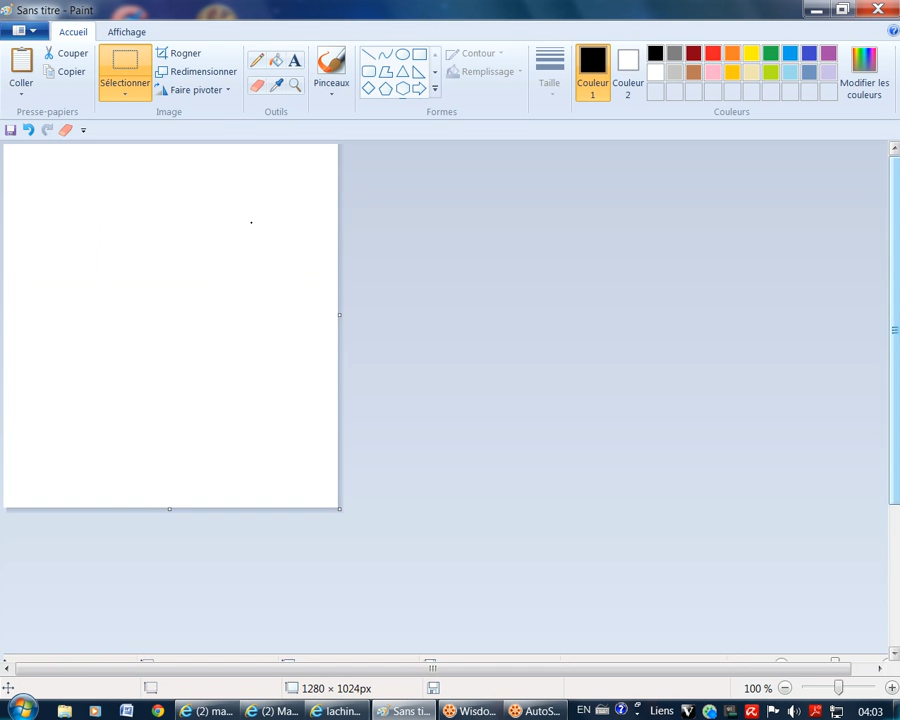 Sans titre - Paint
Accueil
Affichage
Coller
Couper
Copier
Presse-papiers
Sélectionner
Rogner
Redimensionner
Faire pivoter
Image
A
Outils
Pinceaux
Contour
Remplissage
Formes
Taille
Couleur 1
Couleur 2
Modifier les couleurs
Couleurs
1280 × 1024px
100 %
(2) ma...
(2) Ma...
lachin...
Sans ti...
Wisdo...
AutoS...
EN
Liens
04:03